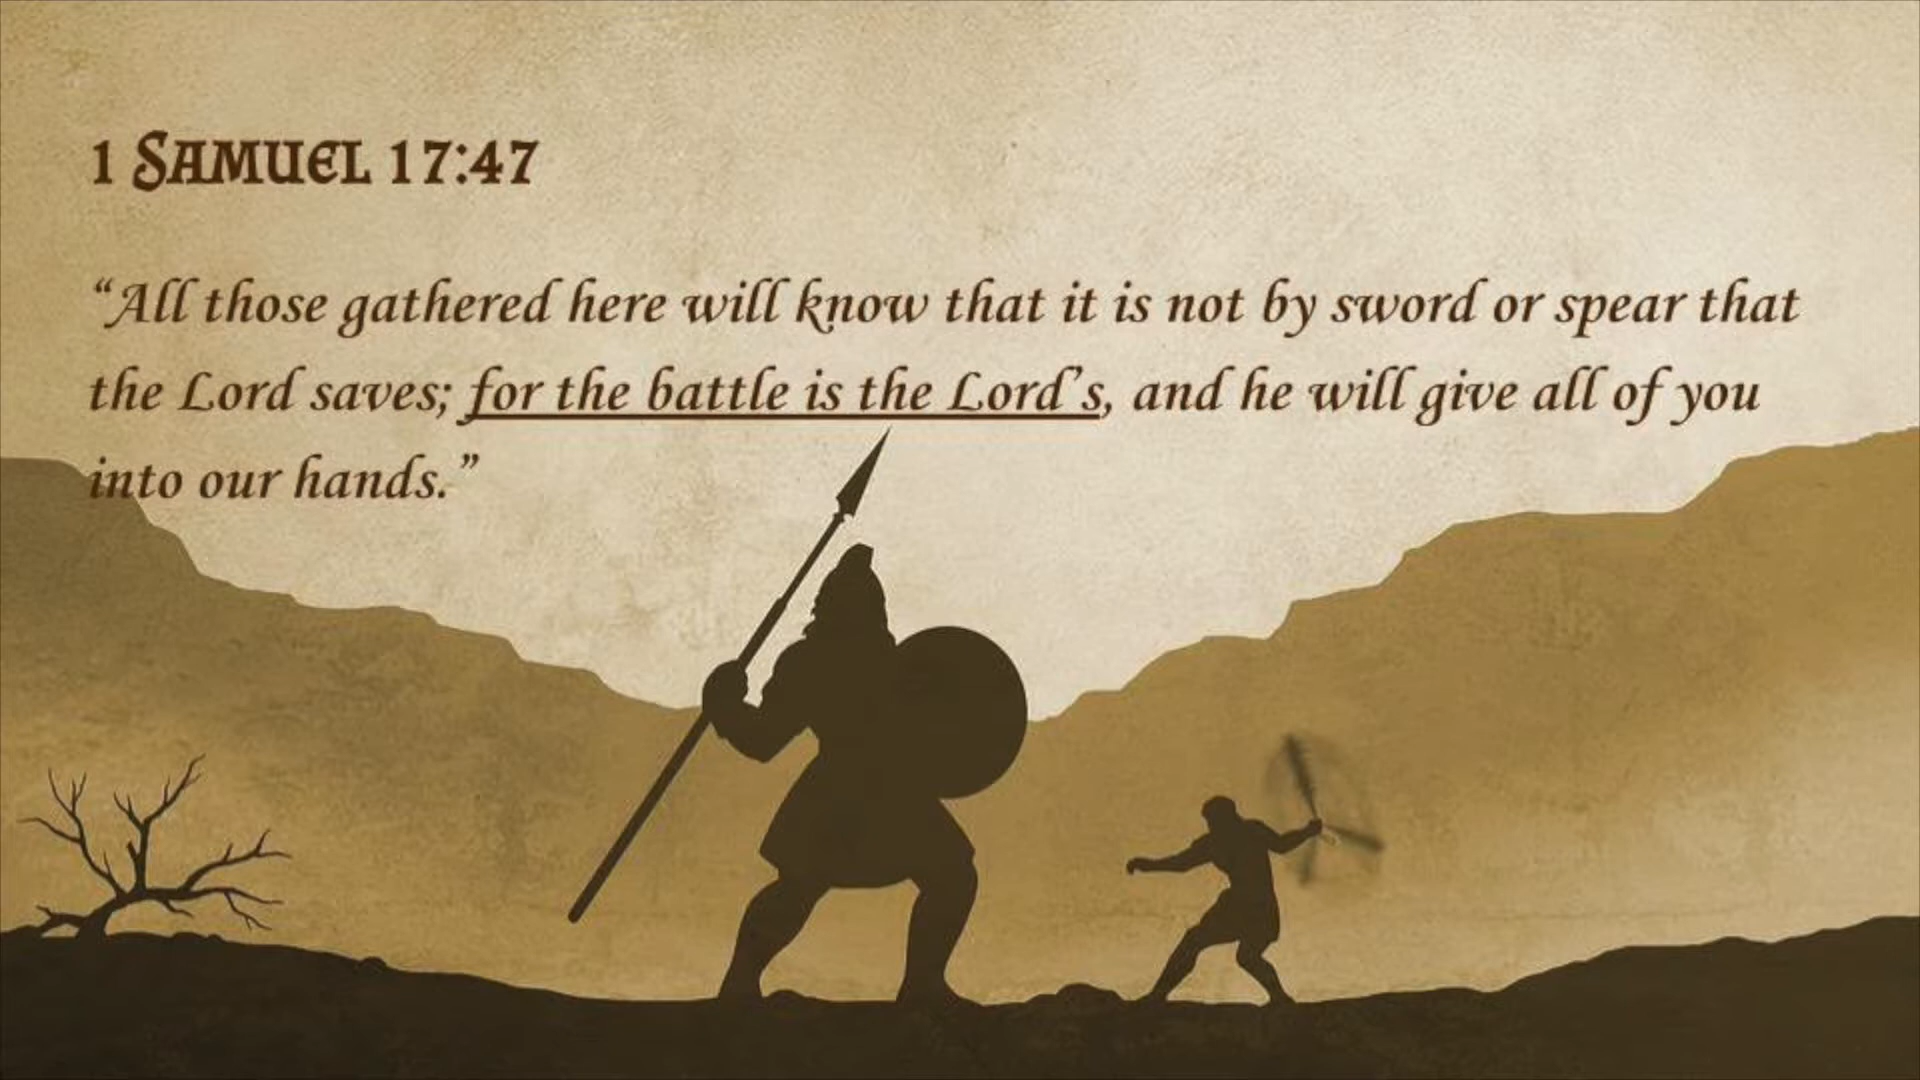 1 SAMUEL 17:47
“All those gathered here will know that it is not by sword or spear that
the Lord saves; for the battle is the Lord’s, and he will give all of you
into our hands.”